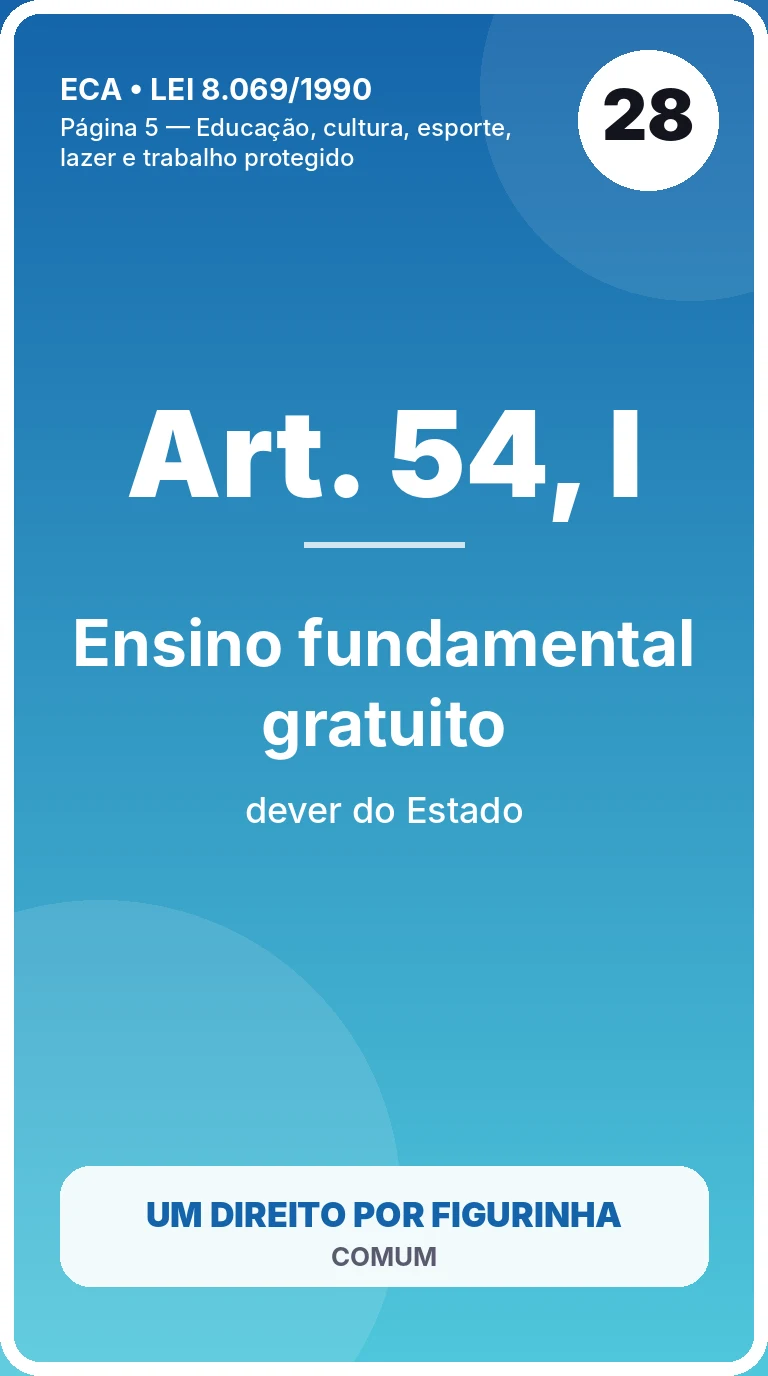 ECA • LEI 8.069/1990
Página 5 — Educação, cultura, esporte,
lazer e trabalho protegido
28
Art. 54, I
Ensino fundamental
gratuito
dever do Estado
UM DIREITO POR FIGURINHA
COMUM